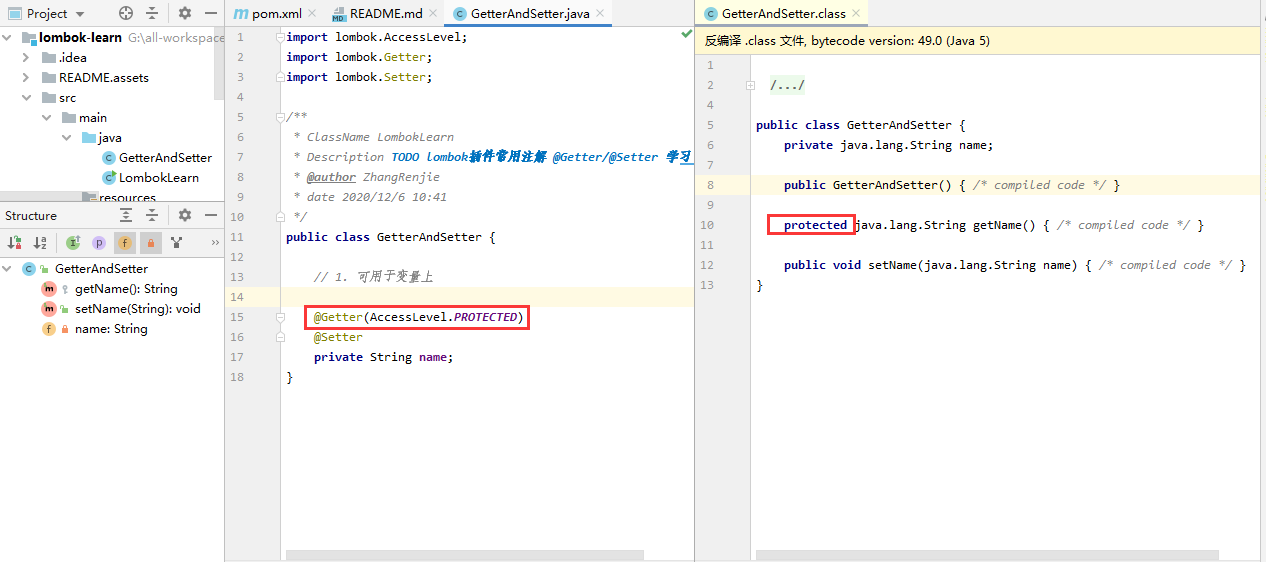 Project
lombok-learn G:\all-workspace
.idea
README.assets
src
main
java
GetterAndSetter
LombokLearn
resources
Structure
GetterAndSetter
getName(): String
setName(String): void
name: String
pom.xml
README.md
GetterAndSetter.java
1 import lombok.AccessLevel;
2 import lombok.Getter;
3 import lombok.Setter;
4
5 /**
6 * ClassName LombokLearn
7 * Description TODO lombok插件常用注解 @Getter/@Setter 学习
8 * @author ZhangRenjie
9 * date 2020/12/6 10:41
10 */
11 public class GetterAndSetter {
12
13 // 1. 可用于变量上
14
15 @Getter(AccessLevel.PROTECTED)
16 @Setter
17 private String name;
18 }
GetterAndSetter.class
反编译 .class 文件, bytecode version: 49.0 (Java 5)
1
2 /.../
4
5 public class GetterAndSetter {
6 private java.lang.String name;
7
8 public GetterAndSetter() { /* compiled code */ }
9
10 protected java.lang.String getName() { /* compiled code */ }
11
12 public void setName(java.lang.String name) { /* compiled code */ }
13 }